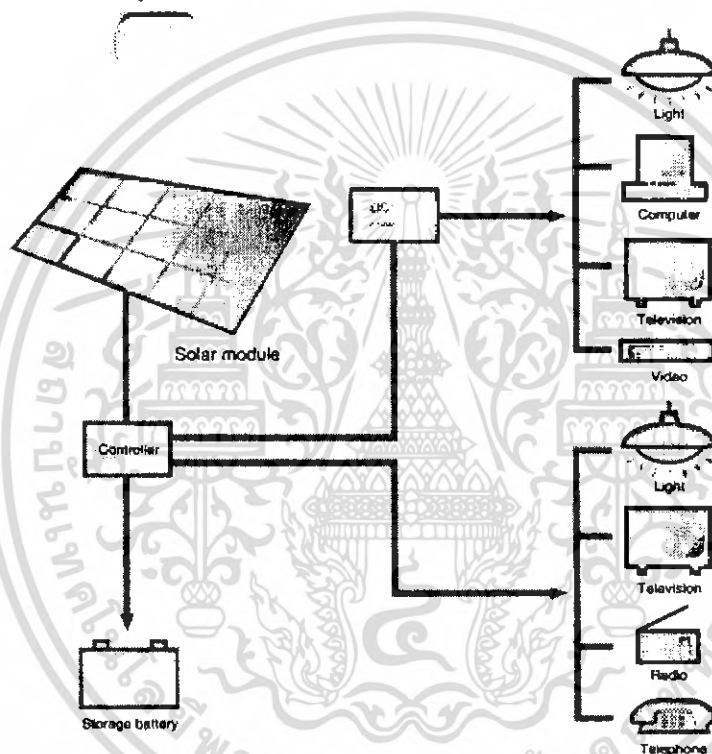 Light
Computer
Television
Video
Solar module
Controller
Light
Television
Radio
Telephone
Storage battery